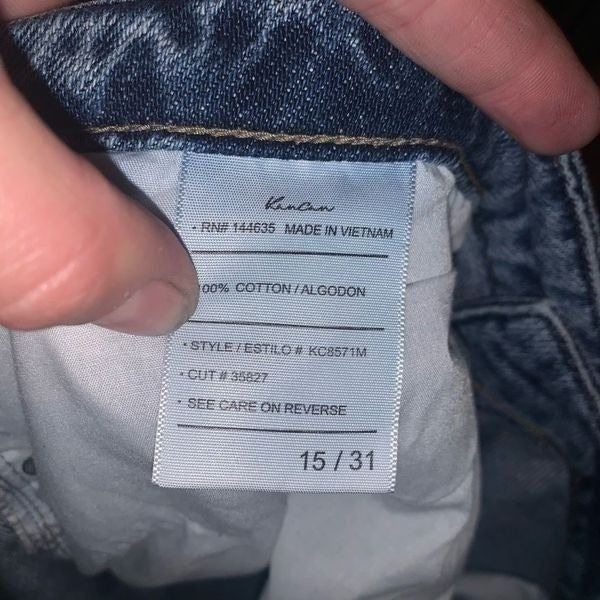 KanCan
• RN# 144635 MADE IN VIETNAM
00% COTTON / ALGODON
• STYLE / ESTILO # KC8571M
• CUT # 35827
• SEE CARE ON REVERSE
15 / 31